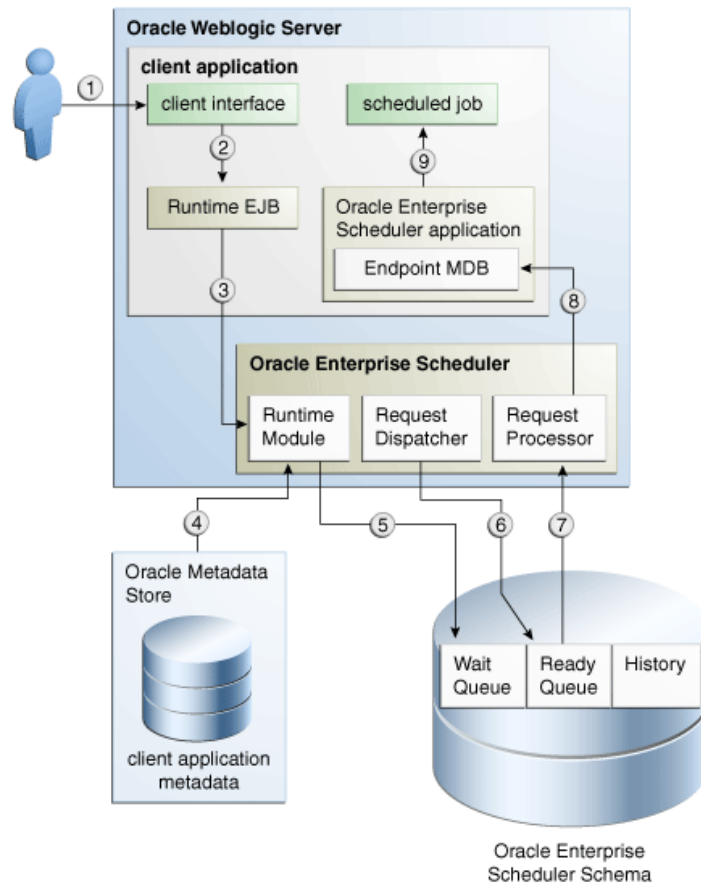 Oracle Weblogic Server
client application
1
client interface
scheduled job
2
9
Runtime EJB
Oracle Enterprise
Scheduler application
Endpoint MDB
3
8
Oracle Enterprise Scheduler
Runtime
Module
Request
Dispatcher
Request
Processor
4
5
6
7
Oracle Metadata
Store
client application
metadata
Wait
Queue
Ready
Queue
History
Oracle Enterprise
Scheduler Schema